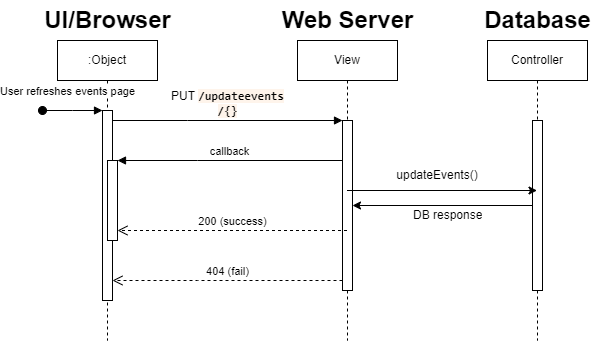 UI/Browser
Web Server
Database
:Object
View
Controller
User refreshes events page
PUT /updateevents
/{}
callback
updateEvents()
DB response
200 (success)
404 (fail)